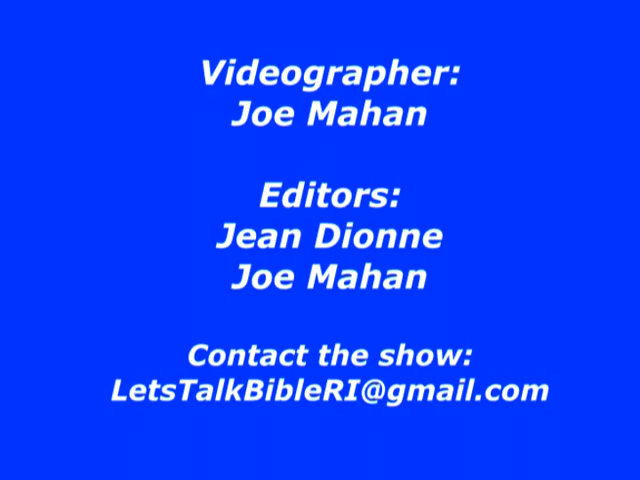 Videographer:
Joe Mahan
Editors:
Jean Dionne
Joe Mahan
Contact the show:
LetsTalkBibleRI@gmail.com